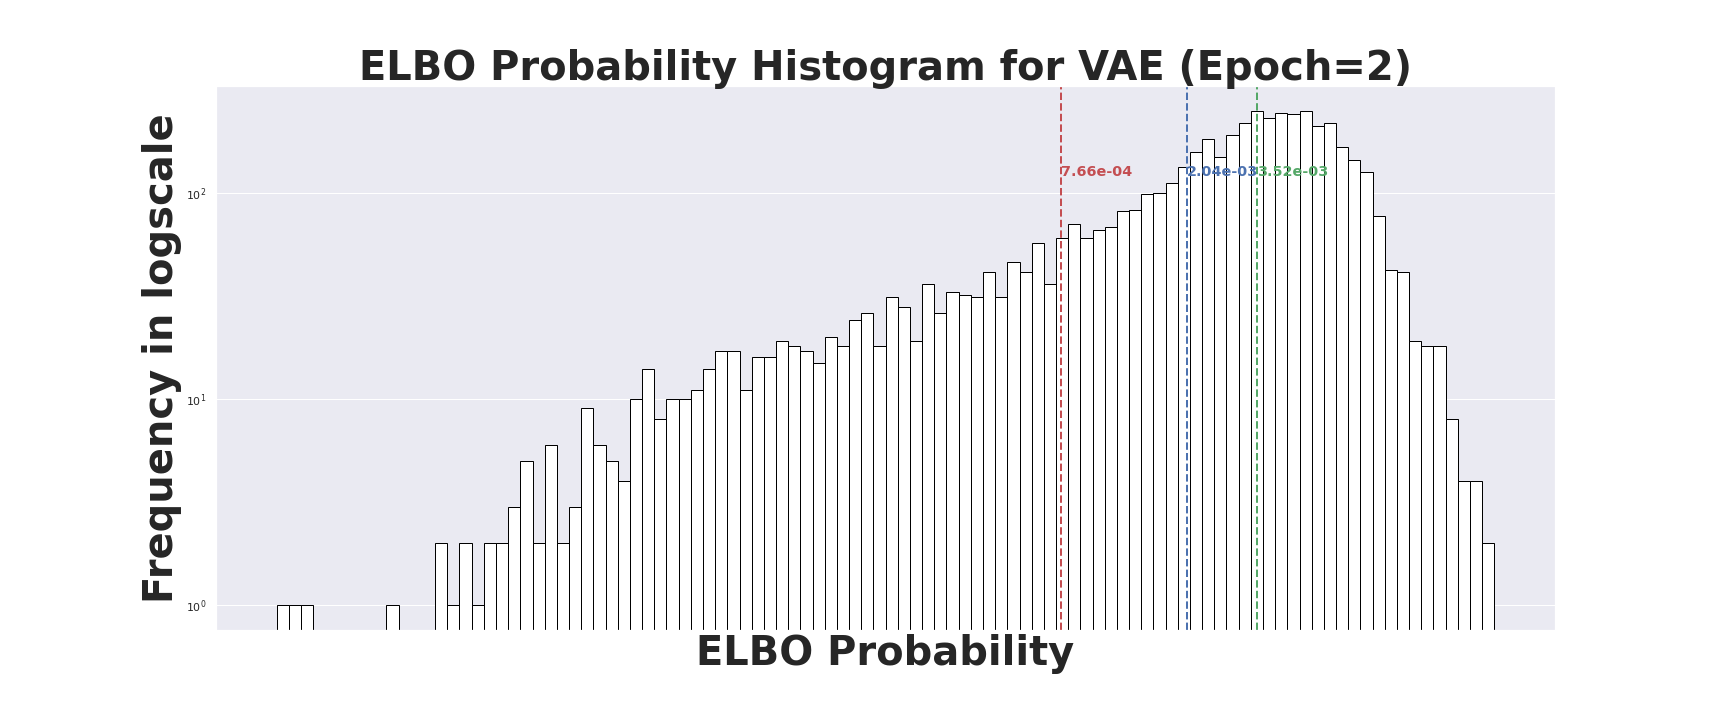 ELBO Probability Histogram for VAE (Epoch=2)
Frequency in logscale
10²
10¹
10⁰
7.66e-04
2.04e-03
3.52e-03
ELBO Probability